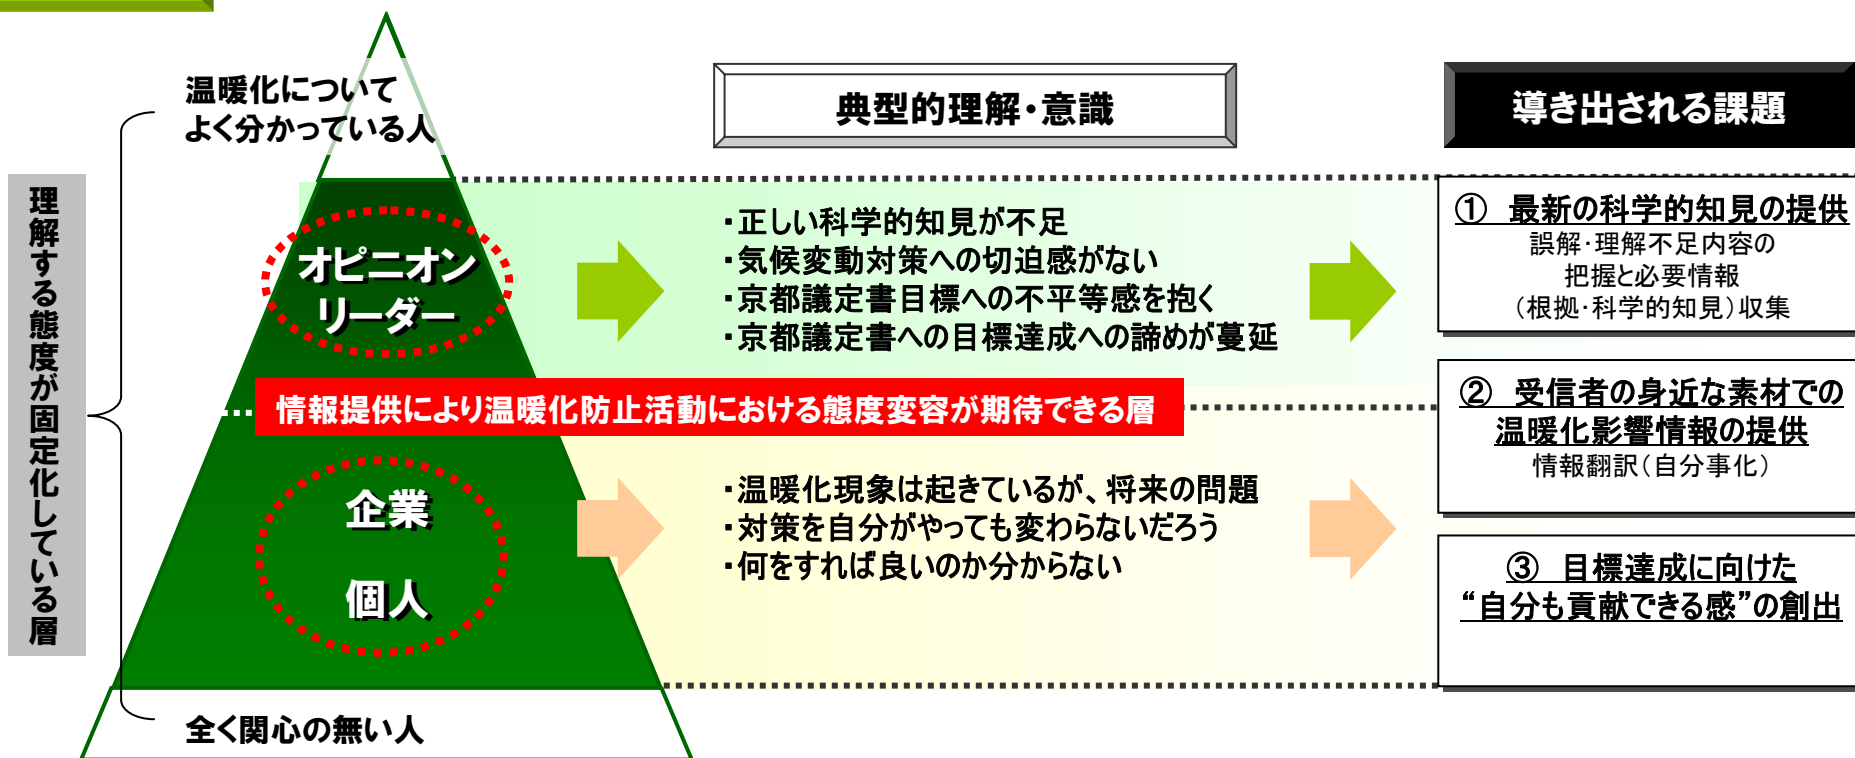 温暖化について
よく分かっている人
理解する態度が固定化している層
全く関心の無い人
オピニオン
リーダー
情報提供により温暖化防止活動における態度変容が期待できる層
企業
個人
典型的理解・意識
・正しい科学的知見が不足
・気候変動対策への切迫感がない
・京都議定書目標への不平等感を抱く
・京都議定書への目標達成への諦めが蔓延
・温暖化現象は起きているが、将来の問題
・対策を自分がやっても変わらないだろう
・何をすれば良いのか分からない
導き出される課題
① 最新の科学的知見の提供
誤解・理解不足内容の
把握と必要情報
（根拠・科学的知見）収集
② 受信者の身近な素材での
温暖化影響情報の提供
情報翻訳（自分事化）
③ 目標達成に向けた
“自分も貢献できる感”の創出